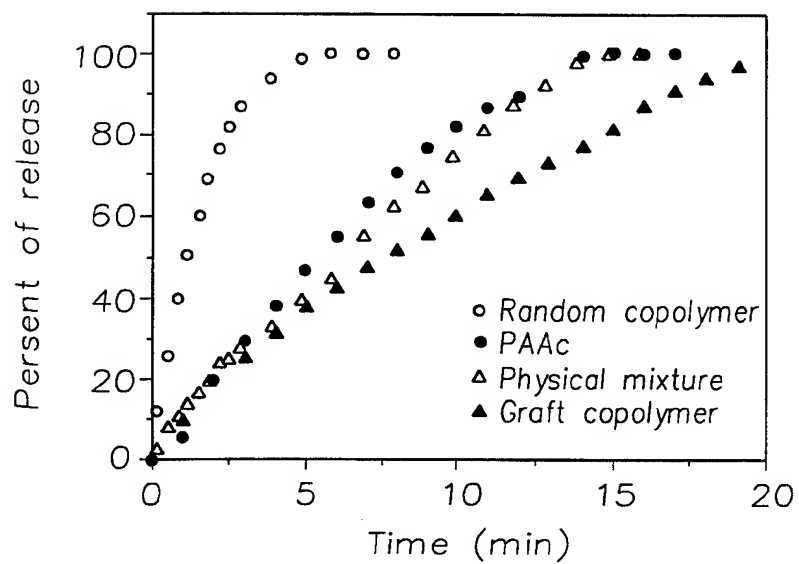 Persent of release
100
80
60
40
20
0
Random copolymer
PAAc
Physical mixture
Graft copolymer
0
5
10
15
20
Time (min)